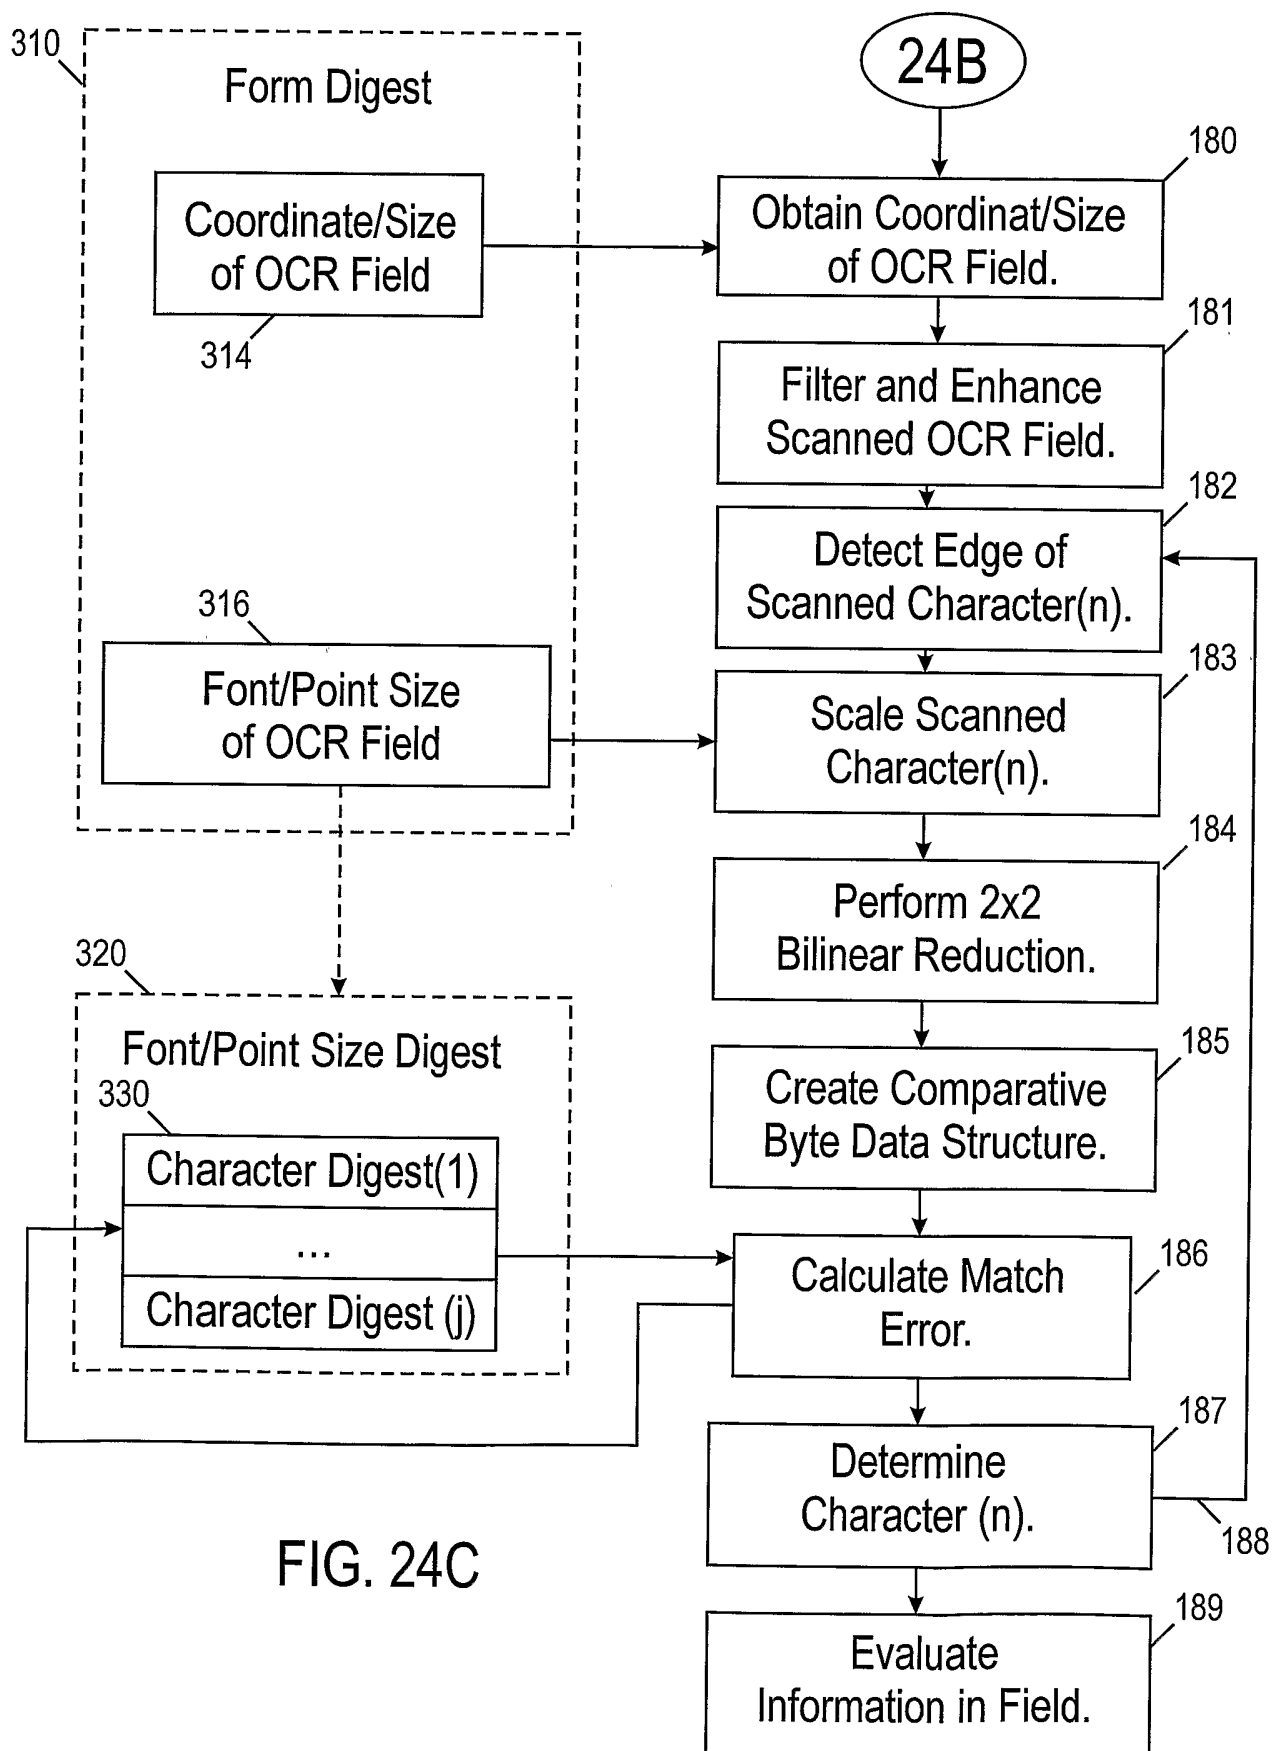 24B
310
Form Digest
180
Coordinate/Size
of OCR Field
314
Obtain Coordinat/Size
of OCR Field.
181
Filter and Enhance
Scanned OCR Field.
182
Detect Edge of
Scanned Character(n).
316
Font/Point Size
of OCR Field
183
Scale Scanned
Character(n).
184
Perform 2x2
Bilinear Reduction.
320
Font/Point Size Digest
330
Character Digest(1)
...
Character Digest (j)
185
Create Comparative
Byte Data Structure.
186
Calculate Match
Error.
187
Determine
Character (n).
188
189
Evaluate
Information in Field.
FIG. 24C